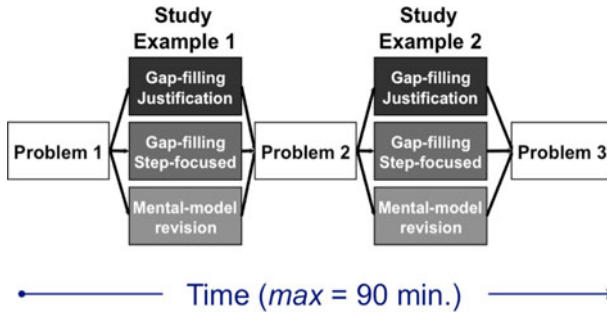 Study
Example 1
Study
Example 2
Gap-filling
Justification
Gap-filling
Justification
Problem 1
Gap-filling
Step-focused
Problem 2
Gap-filling
Step-focused
Problem 3
Mental-model
revision
Mental-model
revision
Time (max = 90 min.)